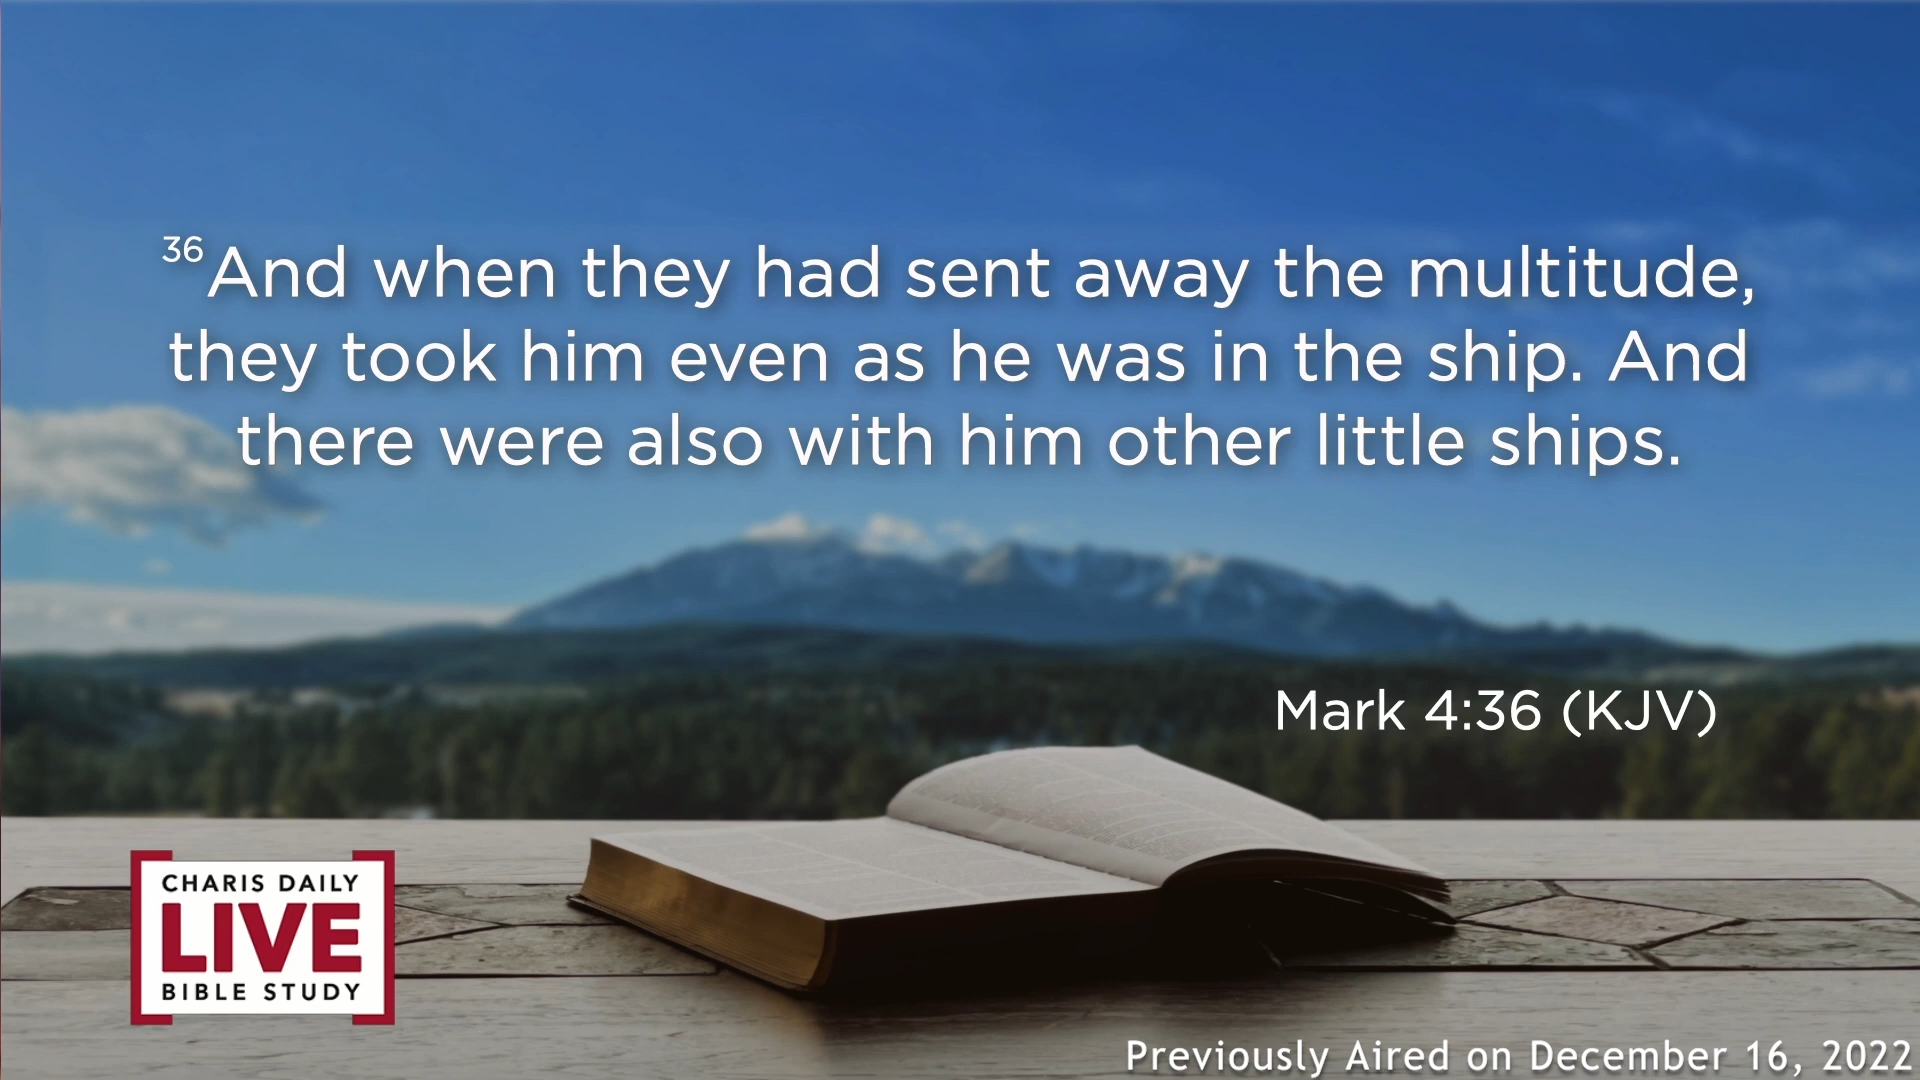 36 And when they had sent away the multitude,
they took him even as he was in the ship. And
there were also with him other little ships.
Mark 4:36 (KJV)
CHARIS DAILY
LIVE
BIBLE STUDY
Previously Aired on December 16, 2022